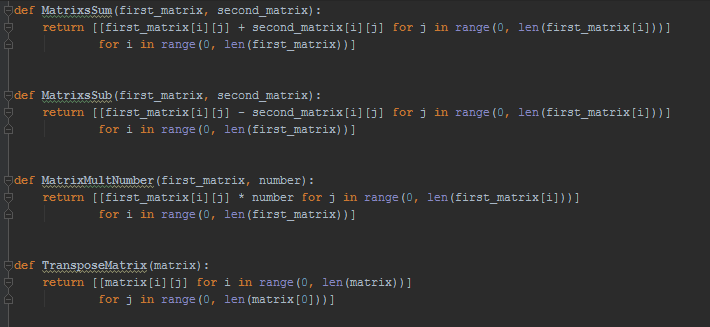 def MatrixsSum(first_matrix, second_matrix):
    return [[first_matrix[i][j] + second_matrix[i][j] for j in range(0, len(first_matrix[i]))]
            for i in range(0, len(first_matrix))]
def MatrixsSub(first_matrix, second_matrix):
    return [[first_matrix[i][j] - second_matrix[i][j] for j in range(0, len(first_matrix[i]))]
            for i in range(0, len(first_matrix))]
def MatrixMultNumber(first_matrix, number):
    return [[first_matrix[i][j] * number for j in range(0, len(first_matrix[i]))]
            for i in range(0, len(first_matrix))]
def TransposeMatrix(matrix):
    return [[matrix[i][j] for i in range(0, len(matrix))]
            for j in range(0, len(matrix[0]))]